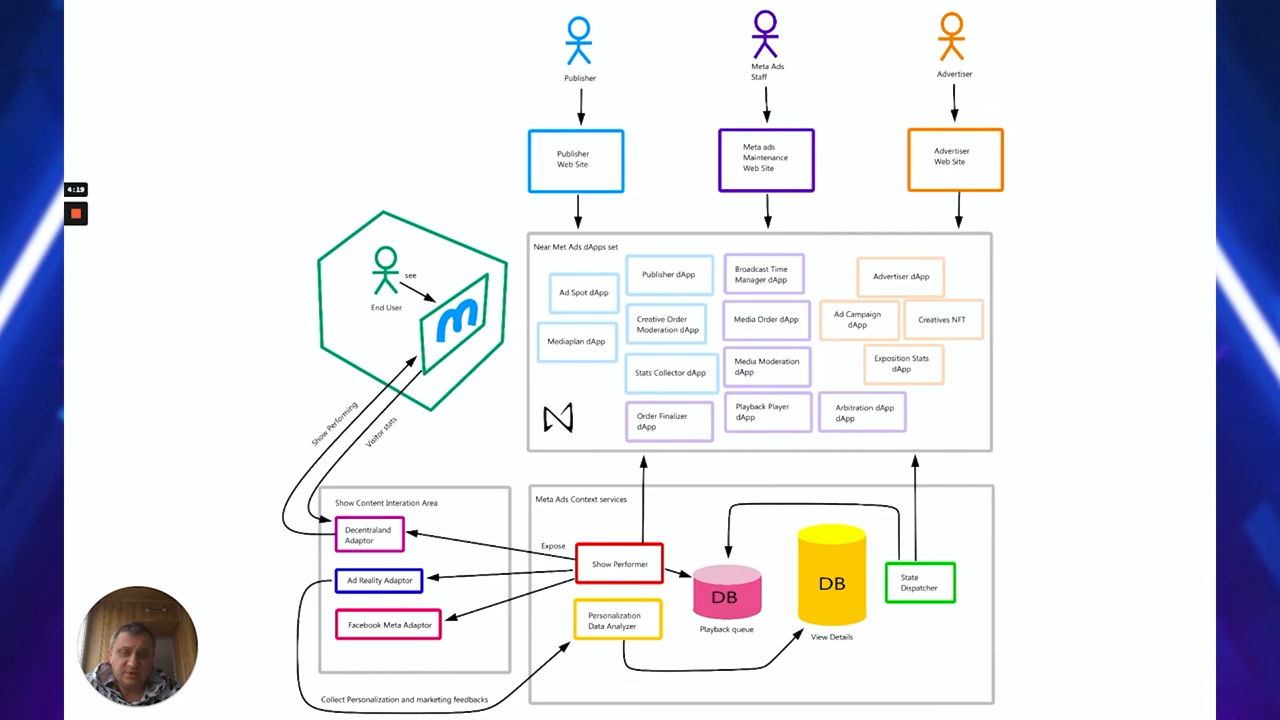 Publisher
Meta Ads
Staff
Advertiser
Publisher
Web Site
Meta ads
Maintenance
Web Site
Advertiser
Web Site
4:19
Near Met Ads dApps set
see
End User
Ad Spot dApp
Publisher dApp
Broadcast Time
Manager dApp
Advertiser dApp
Creative Order
Moderation dApp
Media Order dApp
Ad Campaign
dApp
Creatives NFT
Mediaplan dApp
Stats Collector dApp
Media Moderation
dApp
Exposition Stats
dApp
Order Finalizer
dApp
Playback Player
dApp
Arbitration dApp
dApp
Show Performing
Visitor stats
Show Content Interation Area
Decentraland
Adaptor
Ad Reality Adaptor
Facebook Meta Adaptor
Meta Ads Context services
Expose
Show Performer
Personalization
Data Analyzer
DB
Playback queue
DB
View Details
State
Dispatcher
Collect Personalization and marketing feedbacks